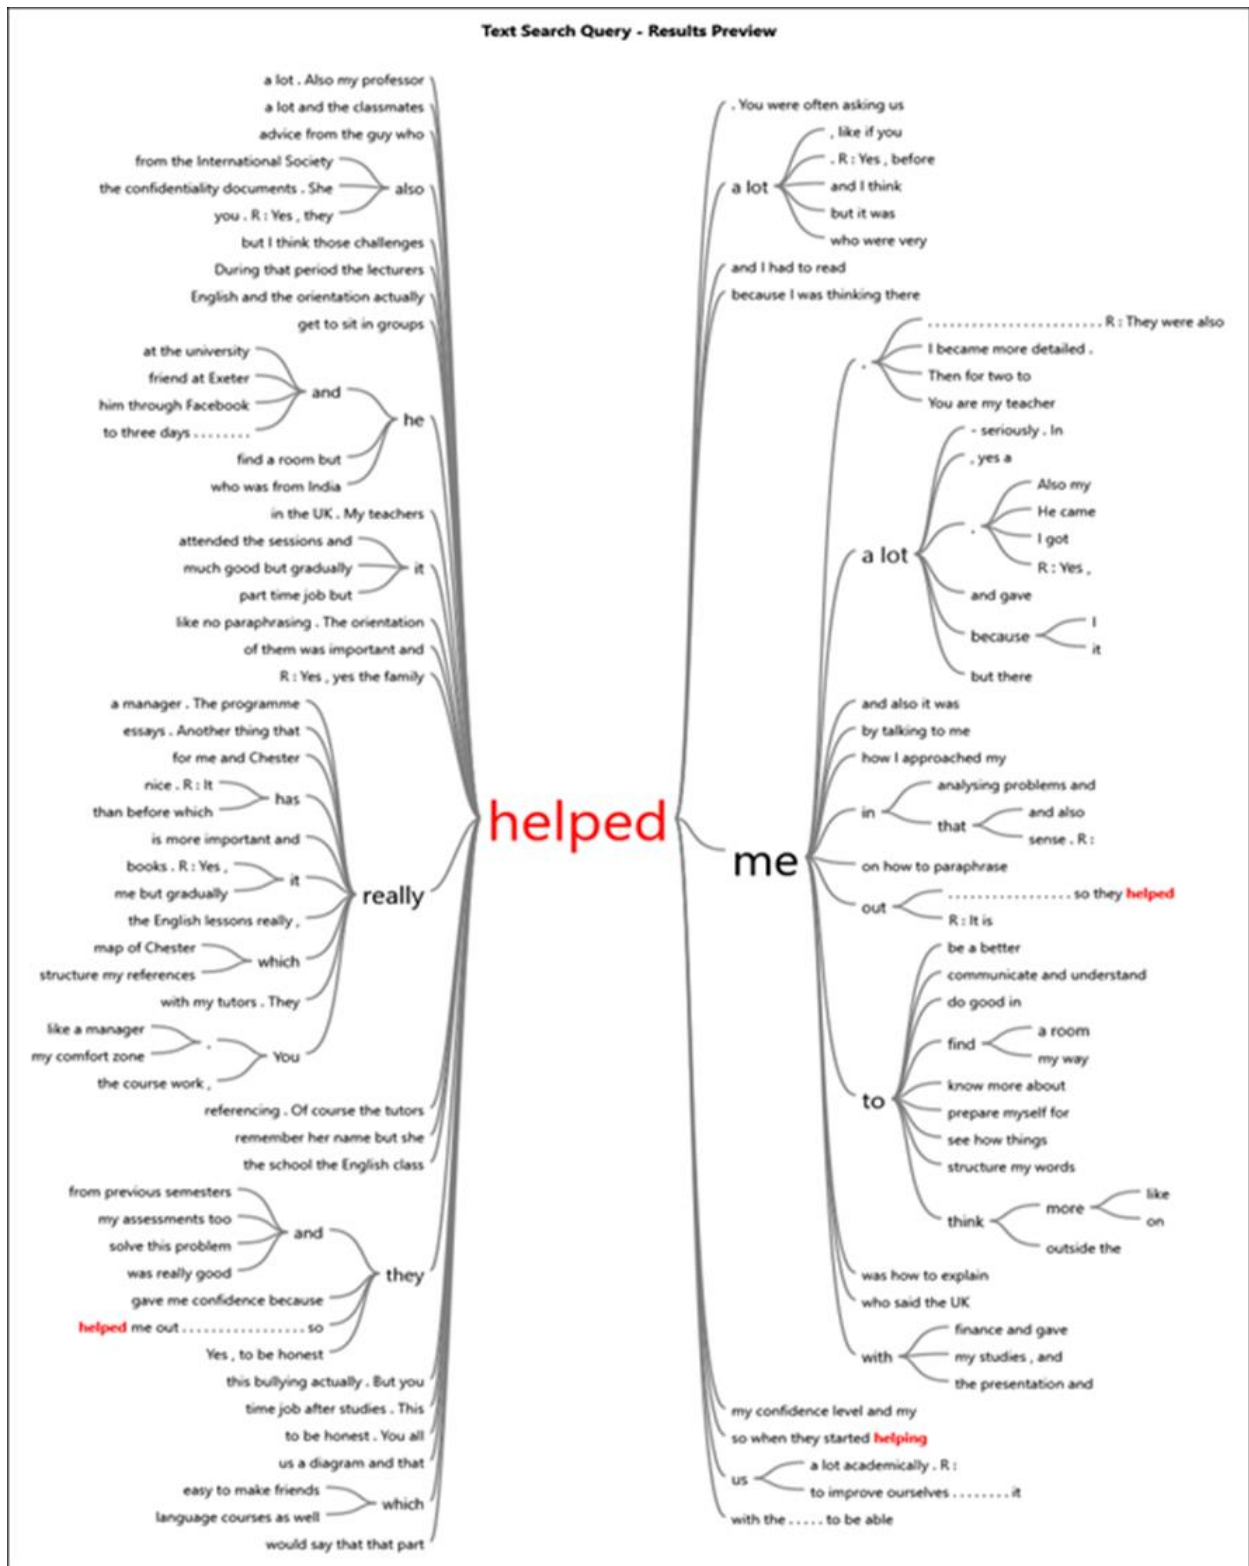 Text Search Query - Results Preview
a lot . Also my professor
a lot and the classmates
advice from the guy who
from the International Society
the confidentiality documents . She
also
you . R : Yes , they
but I think those challenges
During that period the lecturers
English and the orientation actually
get to sit in groups
at the university
friend at Exeter
and
him through Facebook
he
to three days . . . . . . . .
find a room but
who was from India
in the UK . My teachers
attended the sessions and
much good but gradually
it
part time job but
like no paraphrasing . The orientation
of them was important and
R : Yes , yes the family
a manager . The programme
essays . Another thing that
for me and Chester
nice . R : It
has
than before which
is more important and
books . R : Yes ,
it
me but gradually
really
the English lessons really ,
map of Chester
which
structure my references
with my tutors . They
like a manager
.
my comfort zone
You
the course work ,
referencing . Of course the tutors
remember her name but she
the school the English class
from previous semesters
my assessments too
and
solve this problem
was really good
they
gave me confidence because
helped me out . . . . . . . . . . . . . . . . . so
Yes , to be honest
this bullying actually . But you
time job after studies . This
to be honest . You all
us a diagram and that
easy to make friends
which
language courses as well
would say that that part
helped
. You were often asking us
a lot
, like if you
. R : Yes , before
and I think
but it was
who were very
and I had to read
because I was thinking there
me
.
. . . . . . . . . . . . . . . . . . . . . . . R : They were also
I became more detailed .
Then for two to
You are my teacher
a lot
- seriously . In
, yes a
.
Also my
He came
I got
R : Yes ,
and gave
because
I
it
but there
and also it was
by talking to me
how I approached my
in
analysing problems and
that
and also
sense . R :
on how to paraphrase
out
. . . . . . . . . . . . . . . . . so they helped
R : It is
to
be a better
communicate and understand
do good in
find
a room
my way
know more about
prepare myself for
see how things
structure my words
think
more
like
on
outside the
was how to explain
who said the UK
with
finance and gave
my studies , and
the presentation and
my confidence level and my
so when they started helping
us
a lot academically . R :
to improve ourselves . . . . . . . . it
with the . . . . . to be able